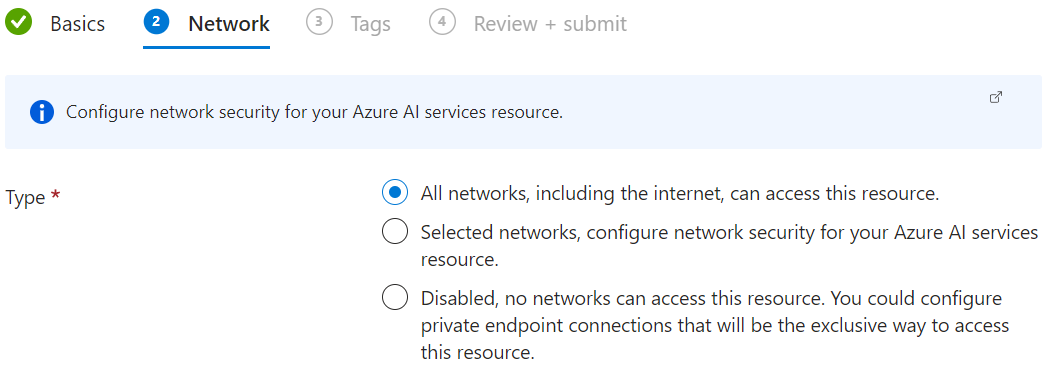 Basics 2 Network 3 Tags 4 Review + submit
Configure network security for your Azure AI services resource.
Type * All networks, including the internet, can access this resource.
Selected networks, configure network security for your Azure AI services
resource.
Disabled, no networks can access this resource. You could configure
private endpoint connections that will be the exclusive way to access
this resource.